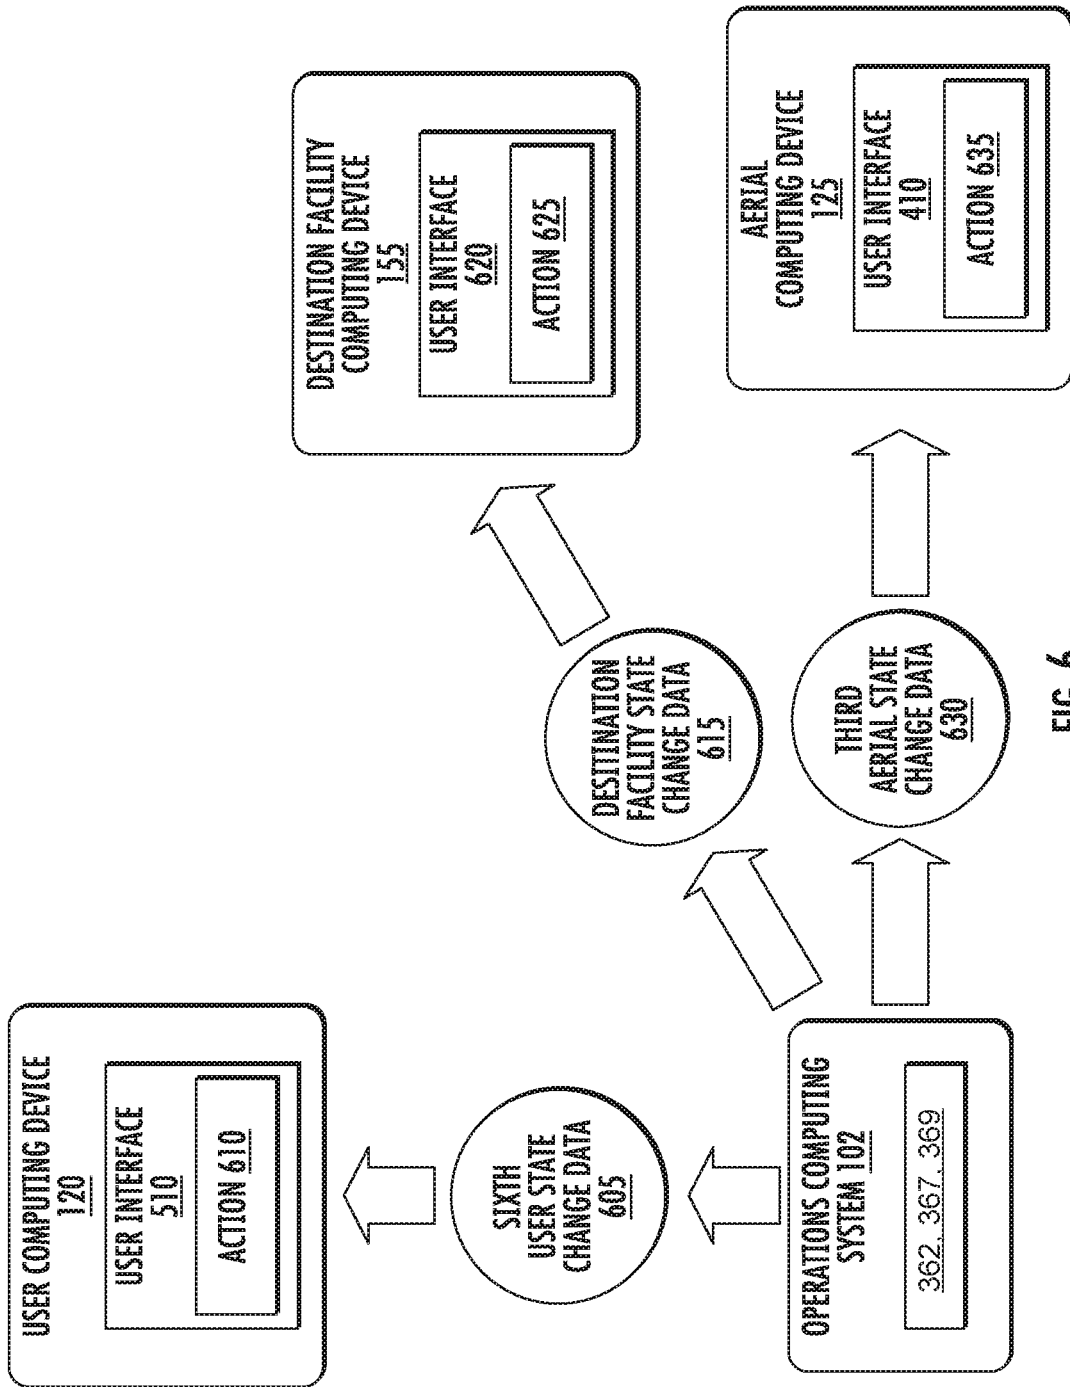 USER COMPUTING DEVICE
120
USER INTERFACE
510
ACTION 610
SIXTH
USER STATE
CHANGE DATA
605
OPERATIONS COMPUTING
SYSTEM 102
362, 367, 369
DESTINATION FACILITY
COMPUTING DEVICE
155
USER INTERFACE
620
ACTION 625
DESITINATION
FACILITY STATE
CHANGE DATA
615
THIRD
AERIAL STATE
CHANGE DATA
630
AERIAL
COMPUTING DEVICE
125
USER INTERFACE
410
ACTION 635
FIG. 6